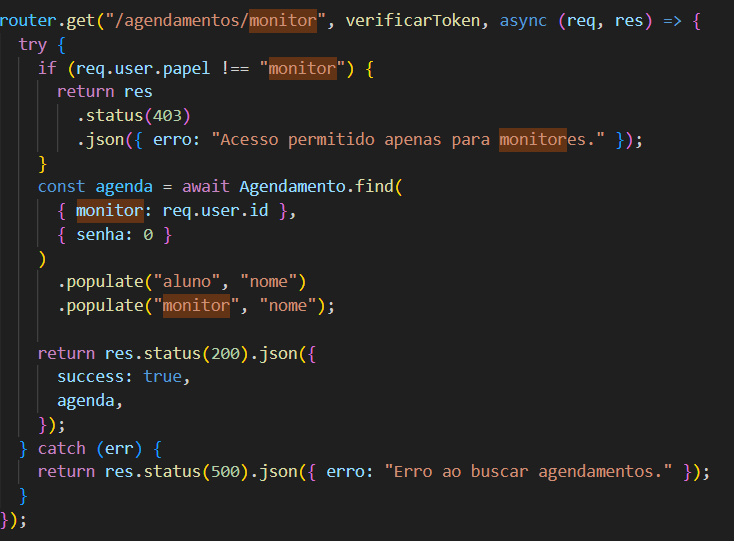 router.get("/agendamentos/monitor", verificarToken, async (req, res) => {
  try {
    if (req.user.papel !== "monitor") {
      return res
        .status(403)
        .json({ erro: "Acesso permitido apenas para monitores." });
    }
    const agenda = await Agendamento.find(
      { monitor: req.user.id },
      { senha: 0 }
    )
      .populate("aluno", "nome")
      .populate("monitor", "nome");

    return res.status(200).json({
      success: true,
      agenda,
    });
  } catch (err) {
    return res.status(500).json({ erro: "Erro ao buscar agendamentos." });
  }
});